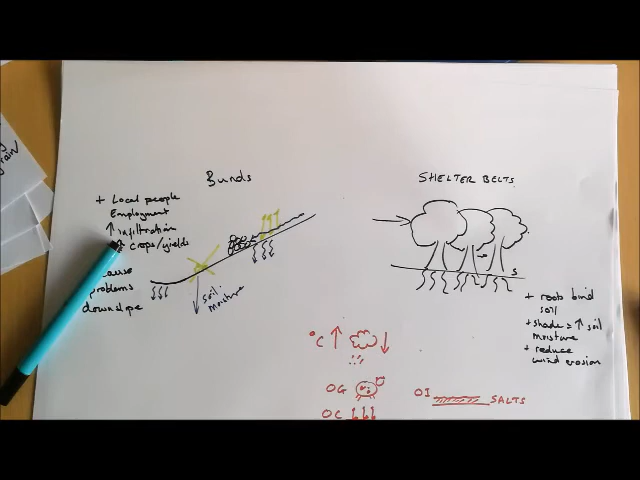 Bunds
+ Local people
Employment
↑ infiltration
↑ crops/yields
cause
problems
downslope
soil
moisture
SHELTER BELTS
S
+ roots bind
soil
+ shade = ↑ soil
moisture
+ reduce
wind erosion
°C ↑ ↓
OG
OC
OI
SALTS